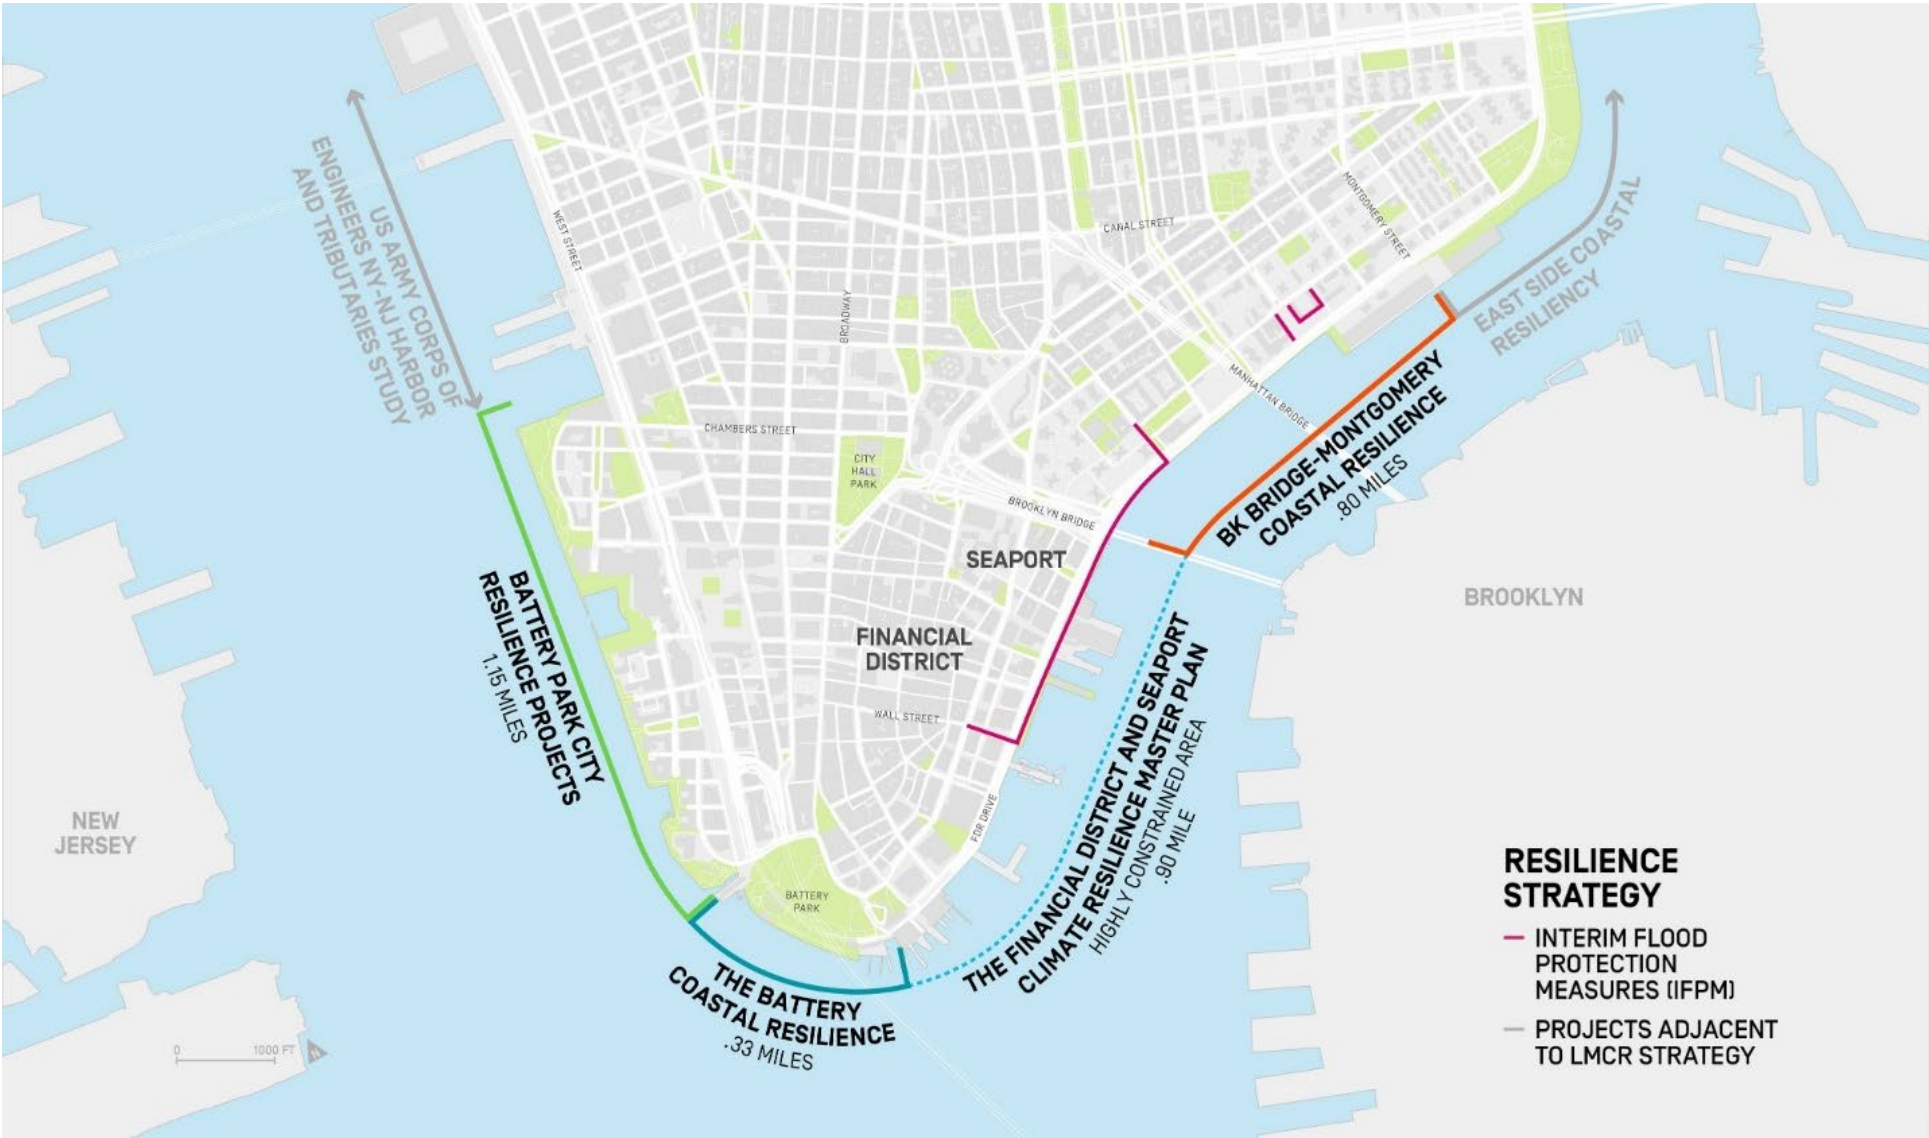 US ARMY CORPS OF
ENGINEERS NY-NJ HARBOR
AND TRIBUTARIES STUDY
WEST STREET
BROADWAY
CANAL STREET
MONTGOMERY STREET
EAST SIDE COASTAL
RESILIENCY
MANHATTAN BRIDGE
BK BRIDGE-MONTGOMERY
COASTAL RESILIENCE
.80 MILES
CHAMBERS STREET
CITY
HALL
PARK
BROOKLYN BRIDGE
SEAPORT
FINANCIAL
DISTRICT
WALL STREET
FDR DRIVE
BROOKLYN
BATTERY PARK CITY
RESILIENCE PROJECTS
1.15 MILES
THE FINANCIAL DISTRICT AND SEAPORT
CLIMATE RESILIENCE MASTER PLAN
HIGHLY CONSTRAINED AREA
.90 MILE
NEW
JERSEY
BATTERY
PARK
THE BATTERY
COASTAL RESILIENCE
.33 MILES
0 1000 FT N
RESILIENCE
STRATEGY
INTERIM FLOOD
PROTECTION
MEASURES (IFPM)
PROJECTS ADJACENT
TO LMCR STRATEGY